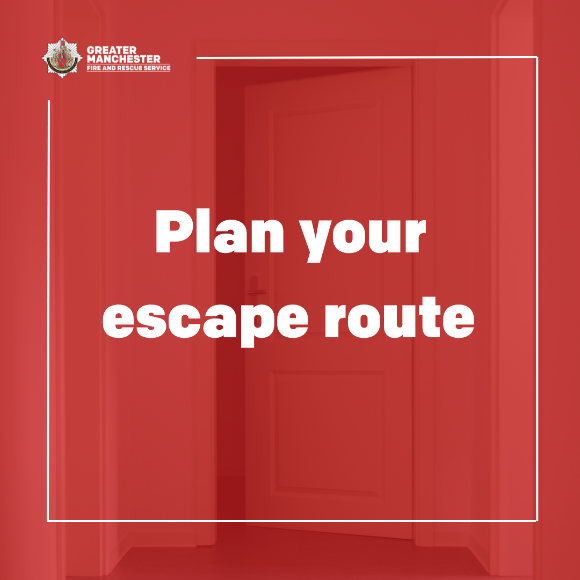 GREATER
MANCHESTER
FIRE AND RESCUE SERVICE
Plan your
escape route